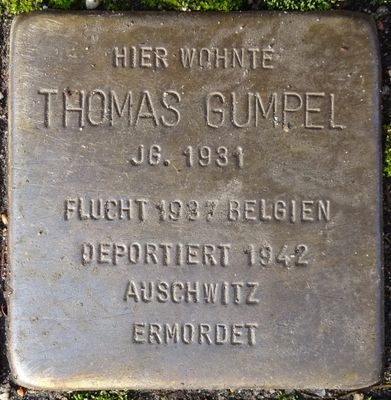 HIER WOHNTE
THOMAS GUMPEL
JG. 1931
FLUCHT 1937 BELGIEN
DEPORTIERT 1942
AUSCHWITZ
ERMORDET